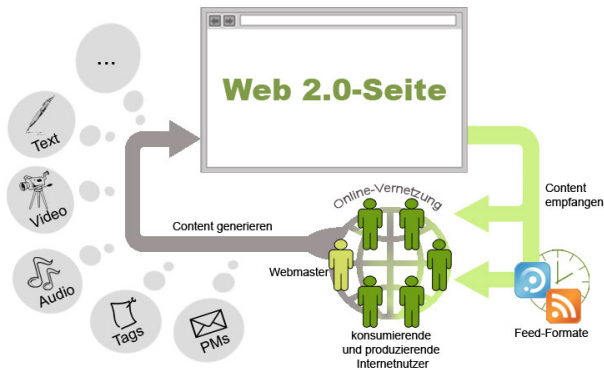 ...
Web 2.0-Seite
Text
Video
Audio
Tags
PMs
Content generieren
Online-Vernetzung
Webmaster
konsumierende
und produzierende
Internetnutzer
Content
empfangen
Feed-Formate